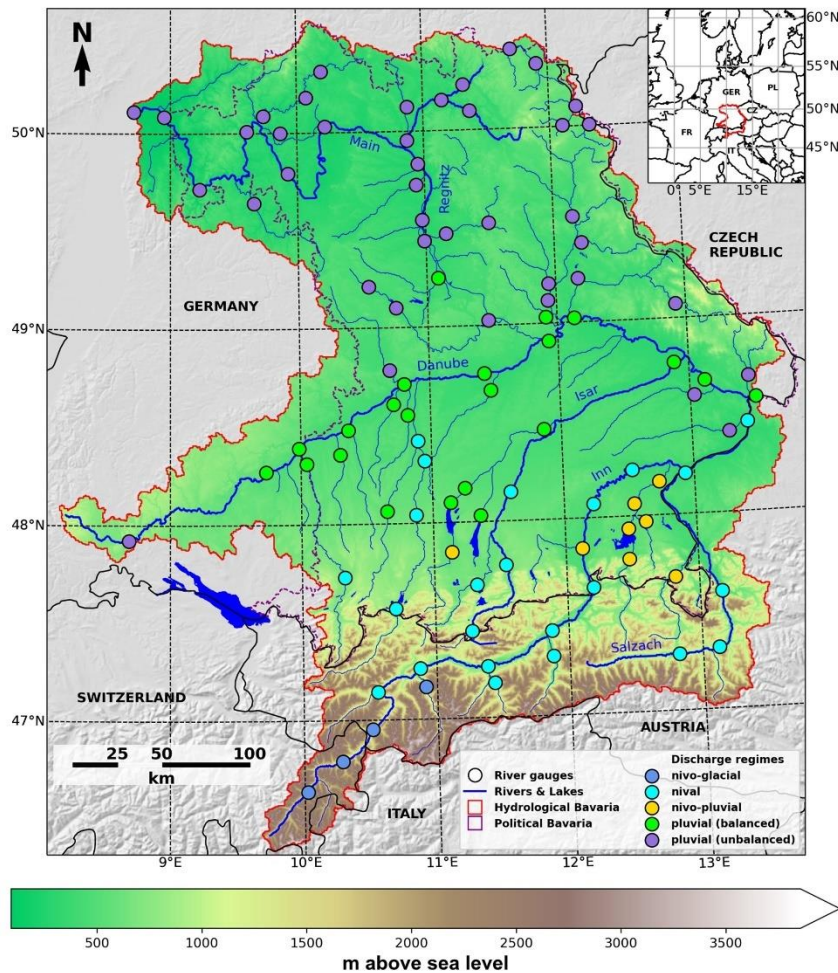 N
61°N
55°N
50°N
45°N
GER
PL
CZ
FR
IT
0°E
5°E
10°E
15°E
50°N
Main
Regnitz
CZECH
REPUBLIC
GERMANY
49°N
Danube
Isar
Inn
48°N
Salzach
SWITZERLAND
47°N
AUSTRIA
25 50 100
km
ITALY
River gauges
Rivers & Lakes
Hydrological Bavaria
Political Bavaria
Discharge regimes
nivo-glacial
nival
nivo-pluvial
pluvial (balanced)
pluvial (unbalanced)
9°E 10°E 11°E 12°E 13°E
500 1000 1500 2000 2500 3000 3500
m above sea level